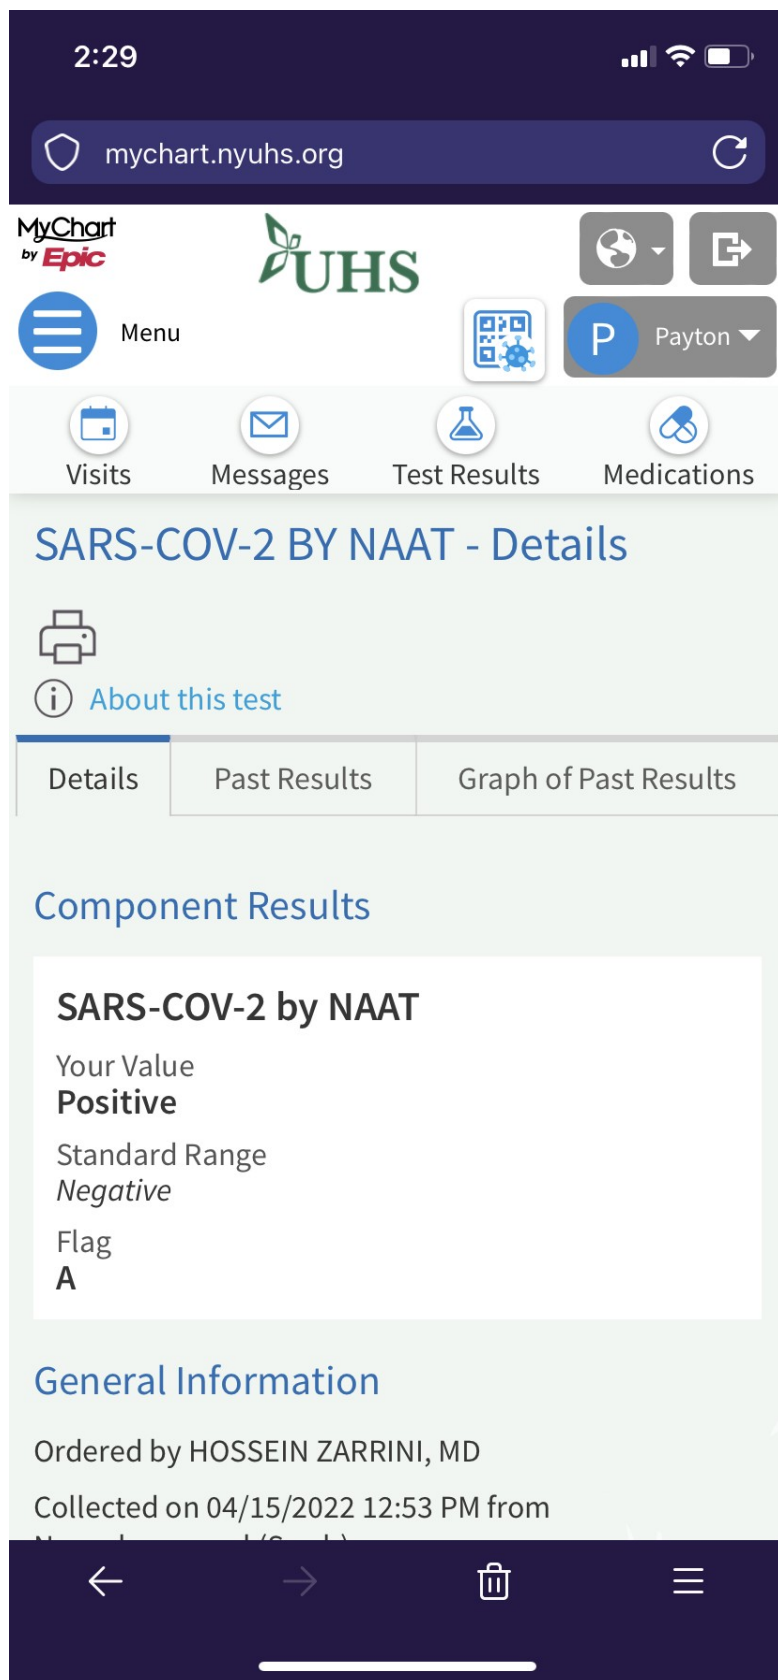 2:29
mychart.nyuhs.org
MyChart
by Epic
UHS
Menu
P Payton
Visits Messages Test Results Medications
SARS-COV-2 BY NAAT - Details
About this test
Details Past Results Graph of Past Results
Component Results
SARS-COV-2 by NAAT
Your Value
Positive
Standard Range
Negative
Flag
A
General Information
Ordered by HOSSEIN ZARRINI, MD
Collected on 04/15/2022 12:53 PM from